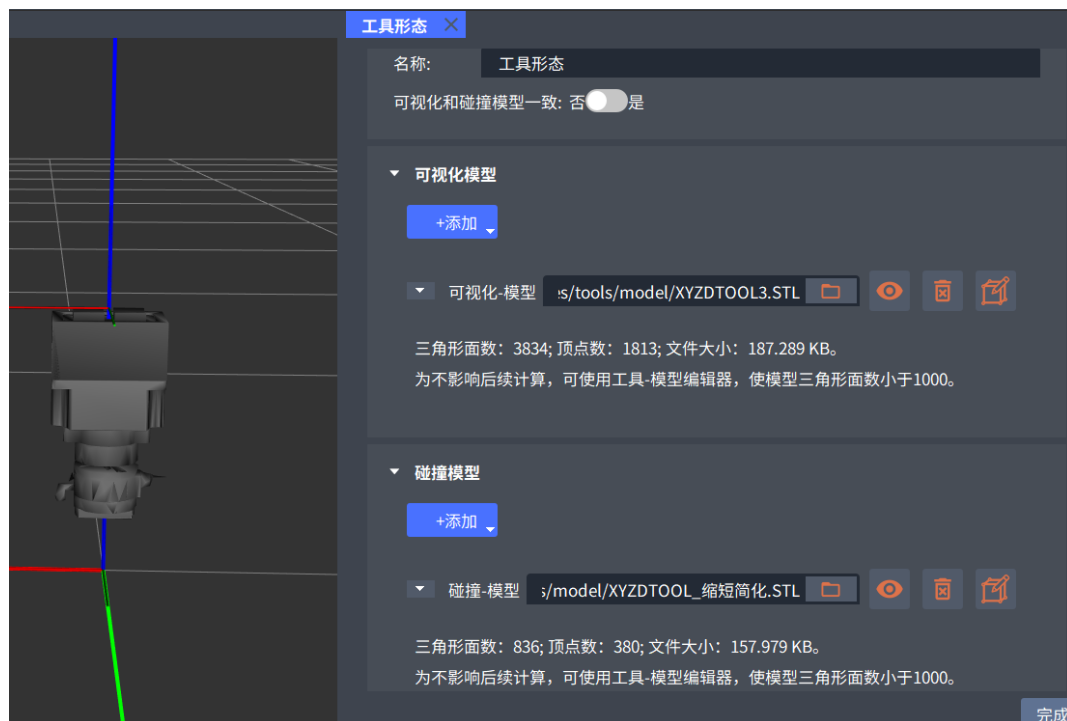 工具形态
名称: 工具形态
可视化和碰撞模型一致: 否 是
可视化模型
+添加
可视化-模型 s/tools/model/XYZDTOOL3.STL
三角形面数：3834; 顶点数：1813; 文件大小：187.289 KB。
为不影响后续计算，可使用工具-模型编辑器，使模型三角形面数小于1000。
碰撞模型
+添加
碰撞-模型 /model/XYZDTOOL_缩短简化.STL
三角形面数：836; 顶点数：380; 文件大小：157.979 KB。
为不影响后续计算，可使用工具-模型编辑器，使模型三角形面数小于1000。
完成